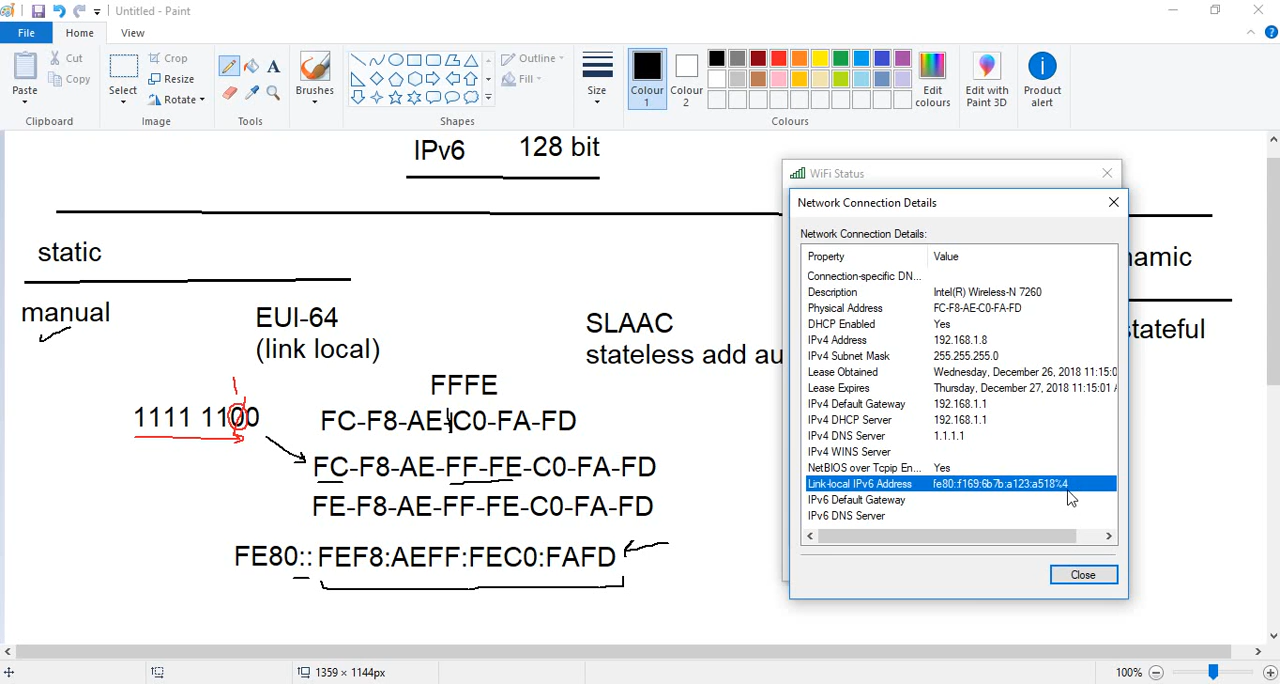 Untitled - Paint
File Home View
Paste
Cut
Copy
Clipboard
Select
Crop
Resize
Rotate
Image
A
Tools
Brushes
Outline
Fill
Shapes
Size
Colour 1
Colour 2
Edit colours
Edit with Paint 3D
Product alert
Colours
IPv6 128 bit
static
manual
EUI-64
(link local)
SLAAC
stateless add au
namic
stateful
FFFE
1111 1100
FC-F8-AE-C0-FA-FD
FC-F8-AE-FF-FE-C0-FA-FD
FE-F8-AE-FF-FE-C0-FA-FD
FE80:: FEF8:AEFF:FEC0:FAFD
WiFi Status
Network Connection Details
Network Connection Details:
Property Value
Connection-specific DN...
Description Intel(R) Wireless-N 7260
Physical Address FC-F8-AE-C0-FA-FD
DHCP Enabled Yes
IPv4 Address 192.168.1.8
IPv4 Subnet Mask 255.255.255.0
Lease Obtained Wednesday, December 26, 2018 11:15:0
Lease Expires Thursday, December 27, 2018 11:15:01 A
IPv4 Default Gateway 192.168.1.1
IPv4 DHCP Server 192.168.1.1
IPv4 DNS Server 1.1.1.1
IPv4 WINS Server
NetBIOS over Tcpip En... Yes
Link-local IPv6 Address fe80::f169:6b7b:a123:a518%4
IPv6 Default Gateway
IPv6 DNS Server
Close
1359 × 1144px
100%